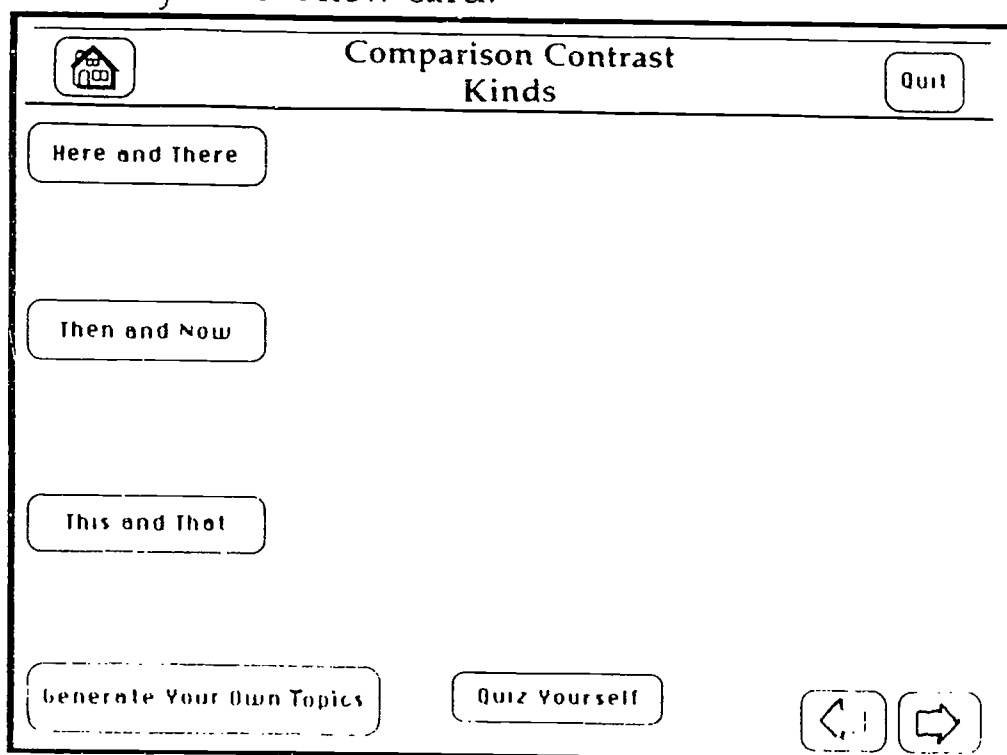 card.
Comparison Contrast
Kinds
Quit
Here and There
Then and Now
This and That
Generate Your Own Topics
Quiz Yourself